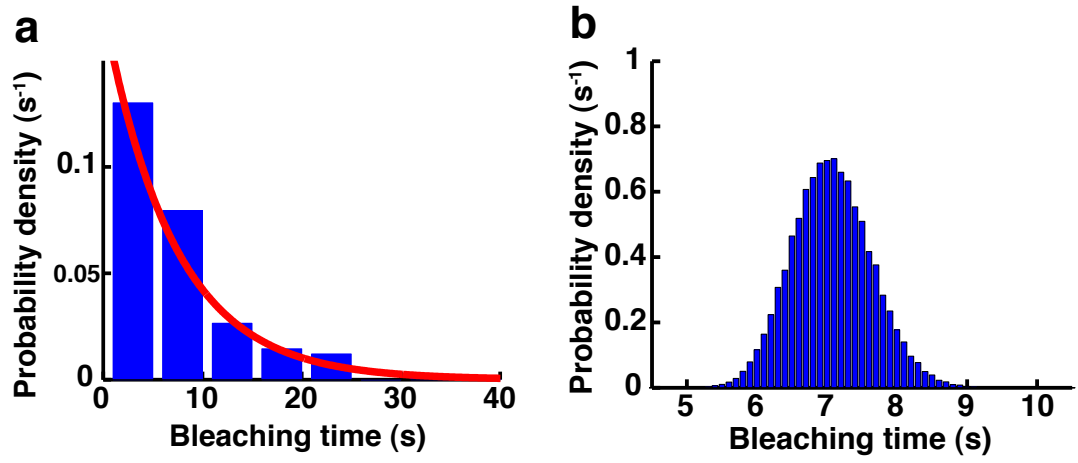 a
Probability density (s-1)
0.1
0.05
0
0 10 20 30 40
Bleaching time (s)
b
Probability density (s-1)
1
0.8
0.6
0.4
0.2
0
5 6 7 8 9 10
Bleaching time (s)